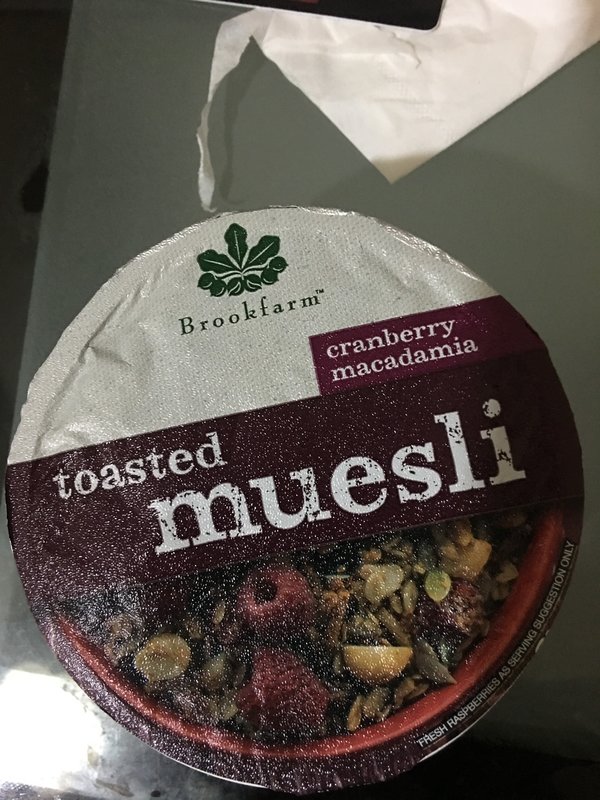 Brookfarm™
cranberry
macadamia
toasted
muesli
FRESH RASPBERRIES AS SERVING SUGGESTION ONLY